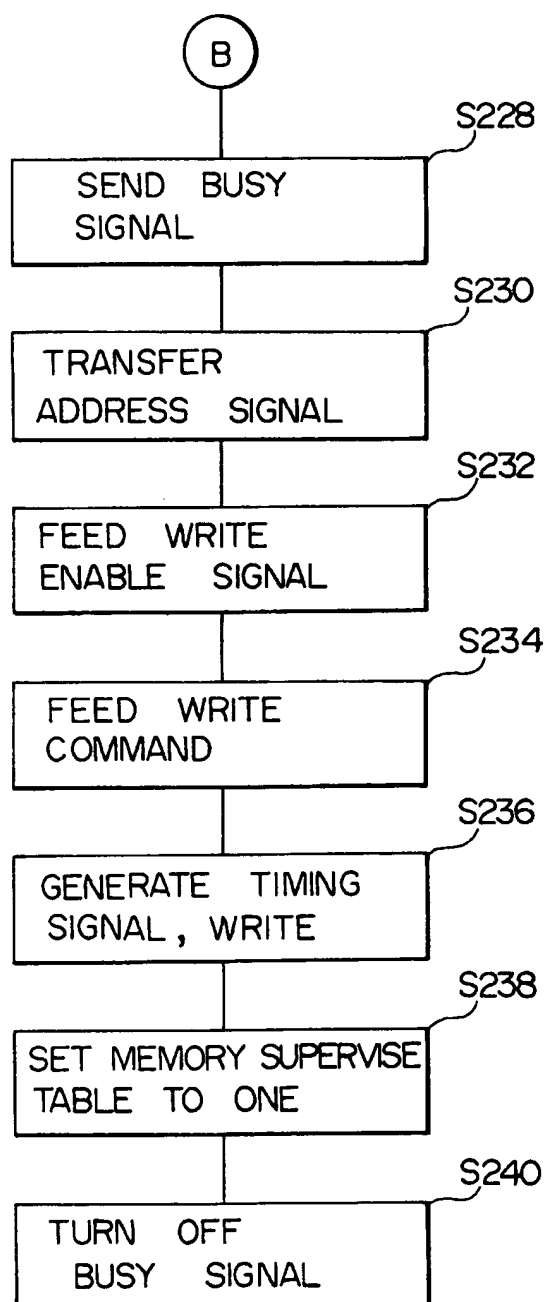 B
S228
SEND BUSY
SIGNAL
S230
TRANSFER
ADDRESS SIGNAL
S232
FEED WRITE
ENABLE SIGNAL
S234
FEED WRITE
COMMAND
S236
GENERATE TIMING
SIGNAL, WRITE
S238
SET MEMORY SUPERVISE
TABLE TO ONE
S240
TURN OFF
BUSY SIGNAL